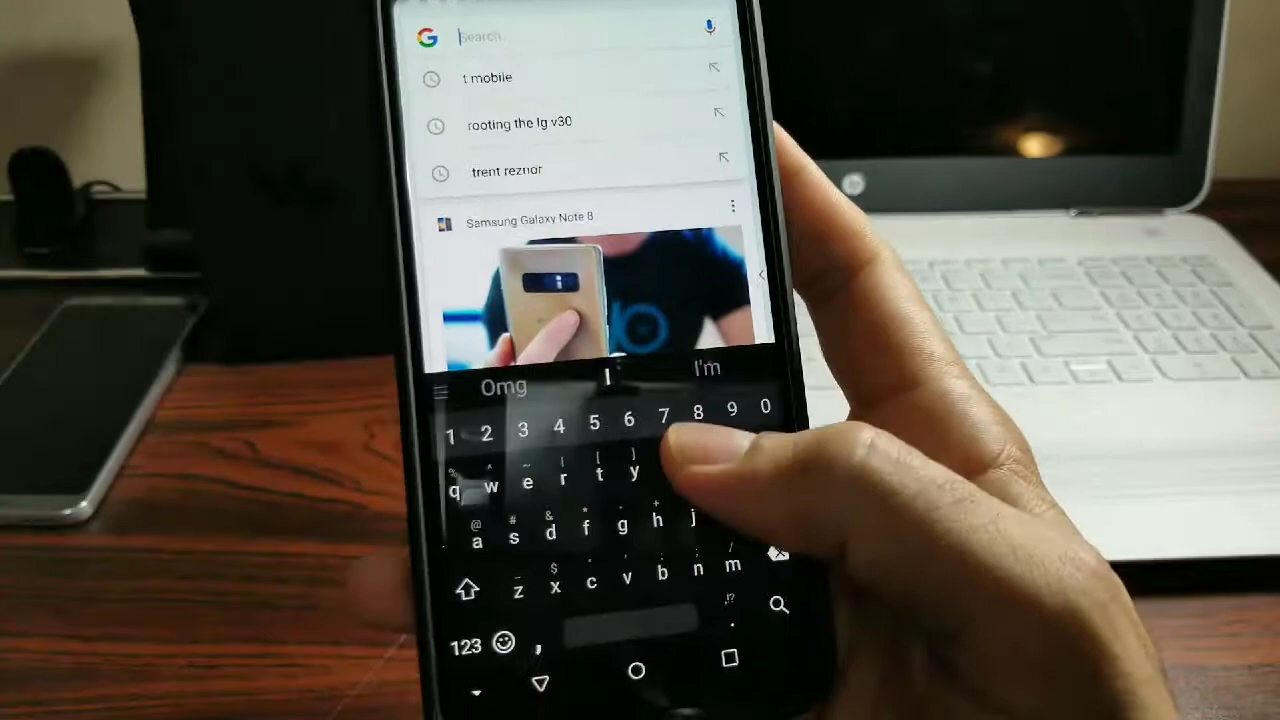 Search
t mobile
rooting the lg v30
trent reznor
Samsung Galaxy Note 8
Omg I I'm
1 2 3 4 5 6 7 8 9 0
% ^ ~ | [ ]
q w e r t y
@ # & * - +
a s d f g h j
$
z x c v b n m
123 , .